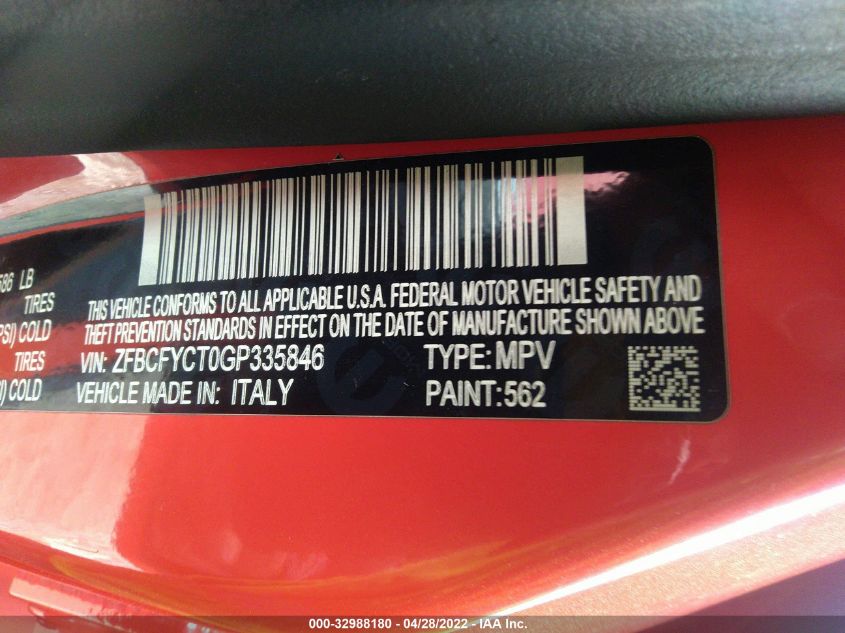 586 LB
TIRES
PSI) COLD
TIRES
I) COLD
THIS VEHICLE CONFORMS TO ALL APPLICABLE U.S.A. FEDERAL MOTOR VEHICLE SAFETY AND
THEFT PREVENTION STANDARDS IN EFFECT ON THE DATE OF MANUFACTURE SHOWN ABOVE
VIN: ZFBCFYCT0GP335846 TYPE: MPV
VEHICLE MADE IN: ITALY PAINT:562
000-32988180 - 04/28/2022 - IAA Inc.